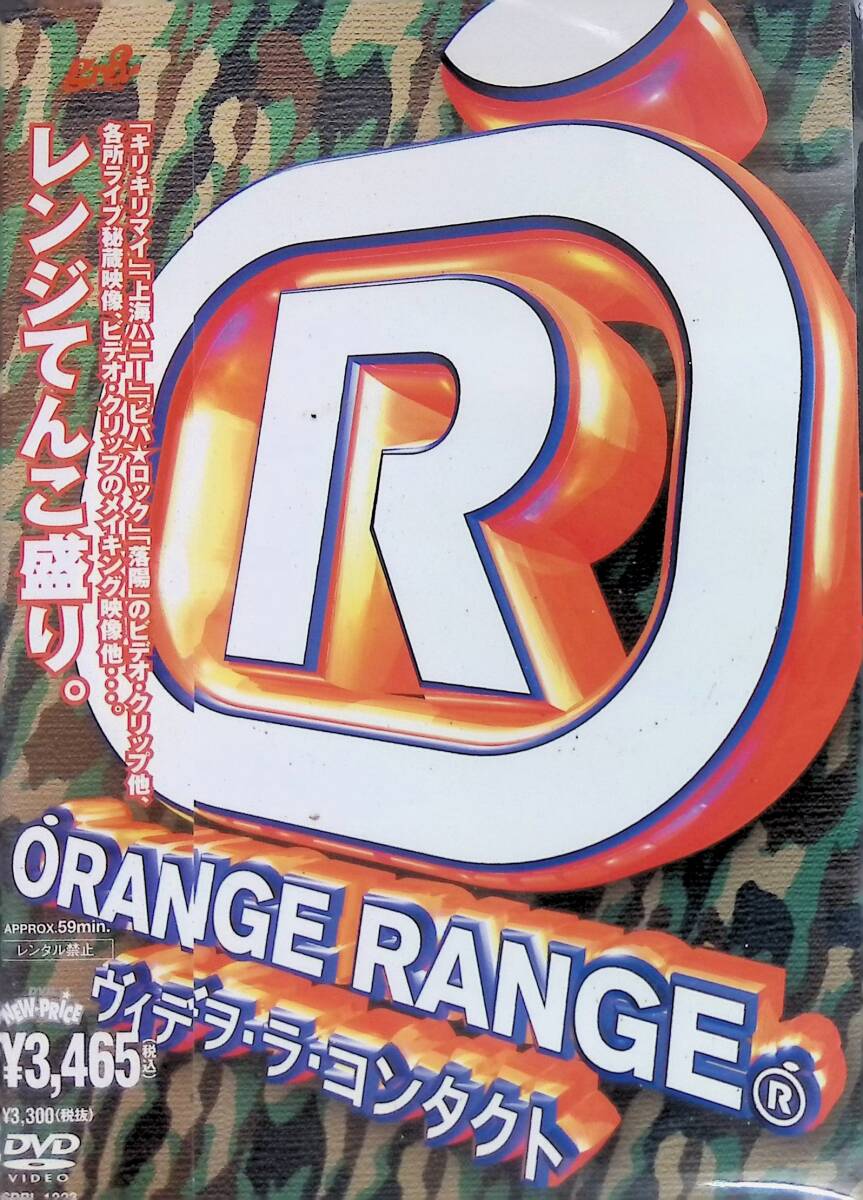 「キリキリマイ」「上海ハニー」「ビバ★ロック」「落陽」のビデオ・クリップ他、
各所ライブ秘蔵映像、ビデオ・クリップのメイキング映像他…。
レンジてんこ盛り。
R
ORANGE RANGE®
ヴィデヲ・ラ・コンタクト
APPROX.59min.
レンタル禁止
DVD
NEW-PRICE
¥3,465(税込)
¥3,300(税抜)
DVD
VIDEO